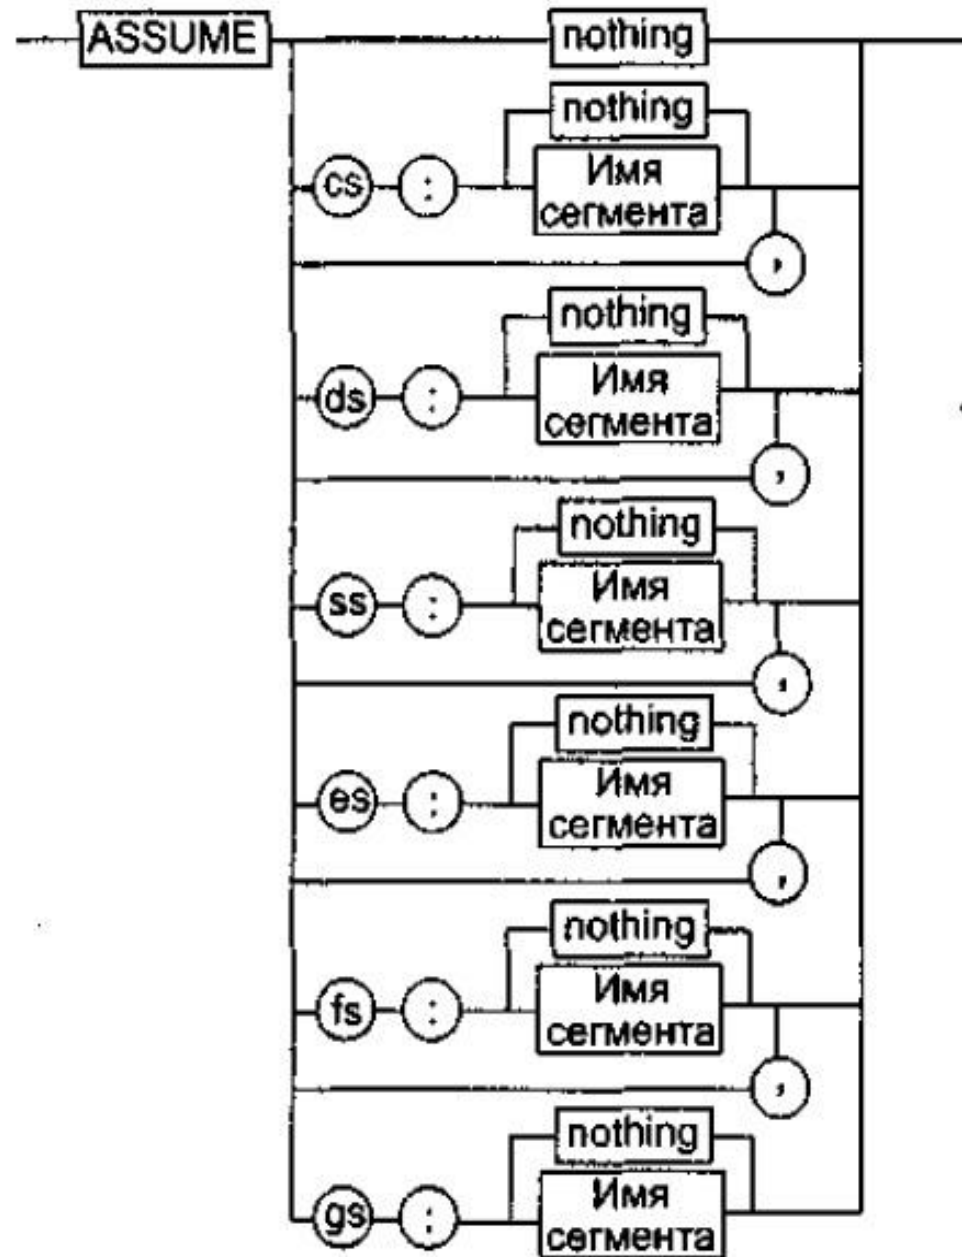 ASSUME
nothing
nothing
cs : Имя
сегмента
,
nothing
ds : Имя
сегмента
,
nothing
ss : Имя
сегмента
,
nothing
es : Имя
сегмента
,
nothing
fs : Имя
сегмента
,
nothing
gs : Имя
сегмента